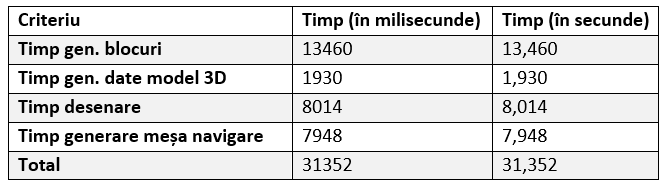 Criteriu Timp (în milisecunde) Timp (în secunde)
Timp gen. blocuri 13460 13,460
Timp gen. date model 3D 1930 1,930
Timp desenare 8014 8,014
Timp generare meșa navigare 7948 7,948
Total 31352 31,352